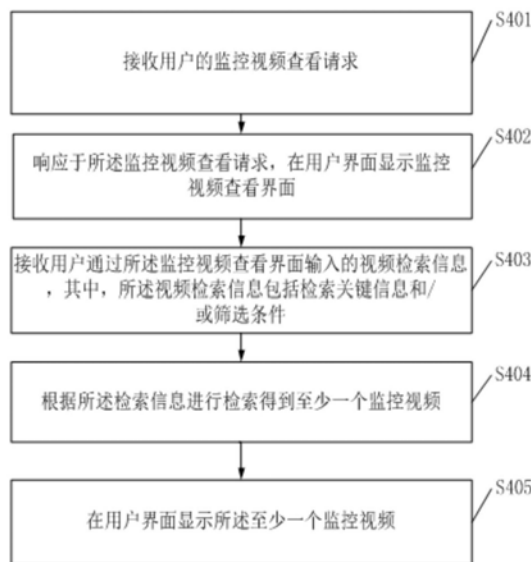 S401
接收用户的监控视频查看请求
S402
响应于所述监控视频查看请求，在用户界面显示监控
视频查看界面
S403
接收用户通过所述监控视频查看界面输入的视频检索信息
，其中，所述视频检索信息包括检索关键信息和/
或筛选条件
S404
根据所述检索信息进行检索得到至少一个监控视频
S405
在用户界面显示所述至少一个监控视频